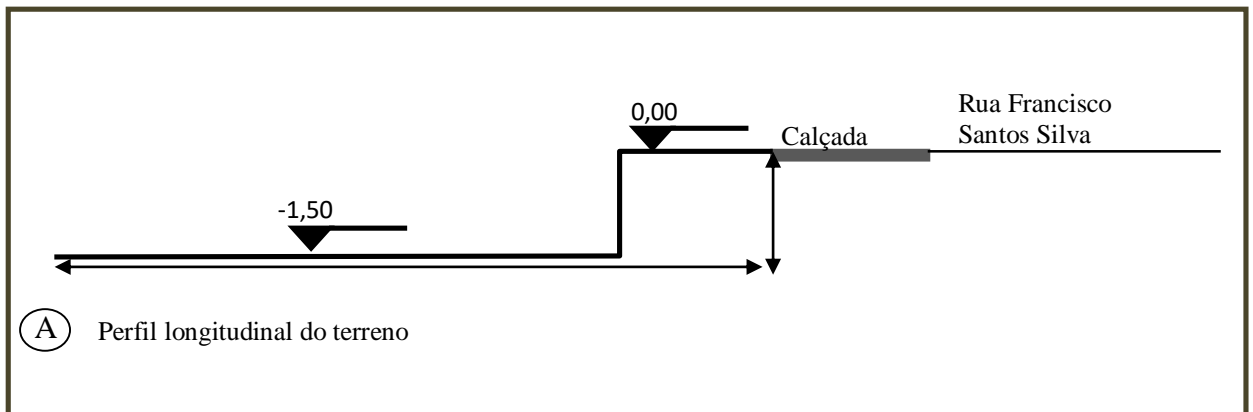 0,00
Rua Francisco
Santos Silva
Calçada
-1,50
A
Perfil longitudinal do terreno